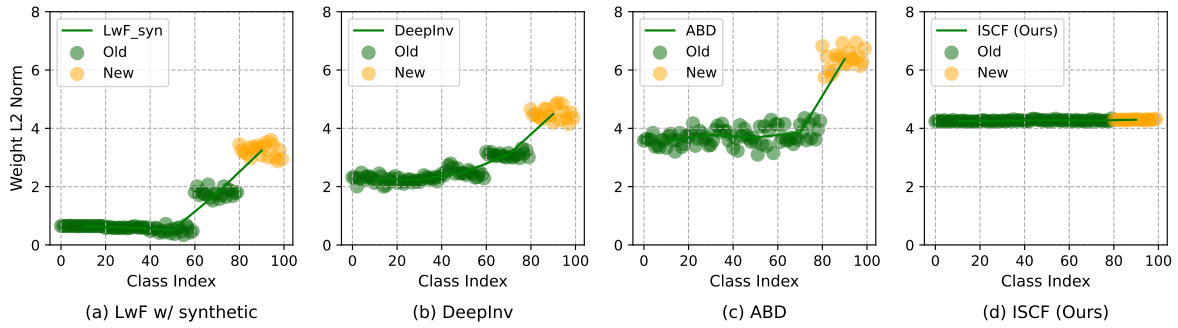 Weight L2 Norm
8
6
4
2
0
LwF_syn
Old
New
0 20 40 60 80 100
Class Index
(a) LwF w/ synthetic
8
6
4
2
0
DeepInv
Old
New
0 20 40 60 80 100
Class Index
(b) DeepInv
8
6
4
2
0
ABD
Old
New
0 20 40 60 80 100
Class Index
(c) ABD
8
6
4
2
0
ISCF (Ours)
Old
New
0 20 40 60 80 100
Class Index
(d) ISCF (Ours)